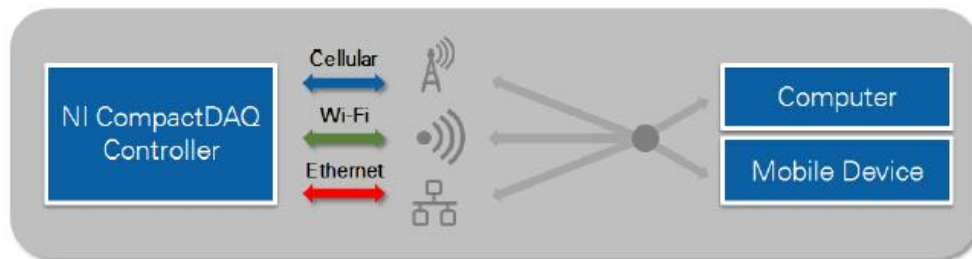 Cellular
NI CompactDAQ
Controller
Wi-Fi
Ethernet
Computer
Mobile Device